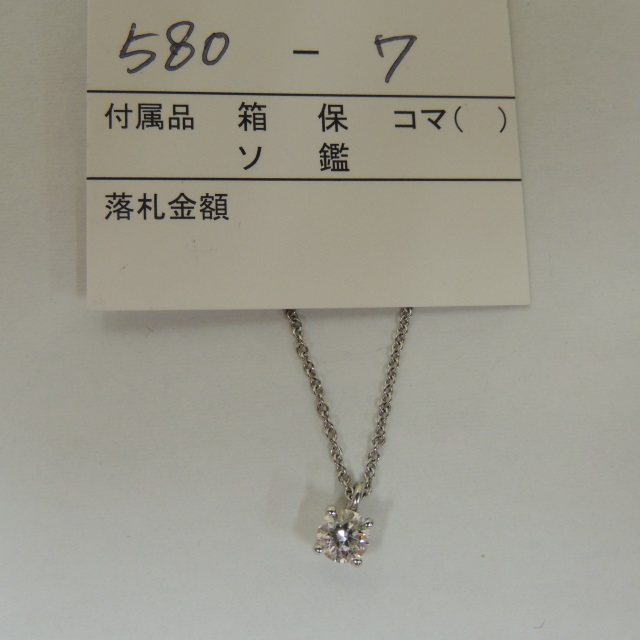 580 - 7
付属品 箱 保 コマ( )
ソ 鑑
落札金額